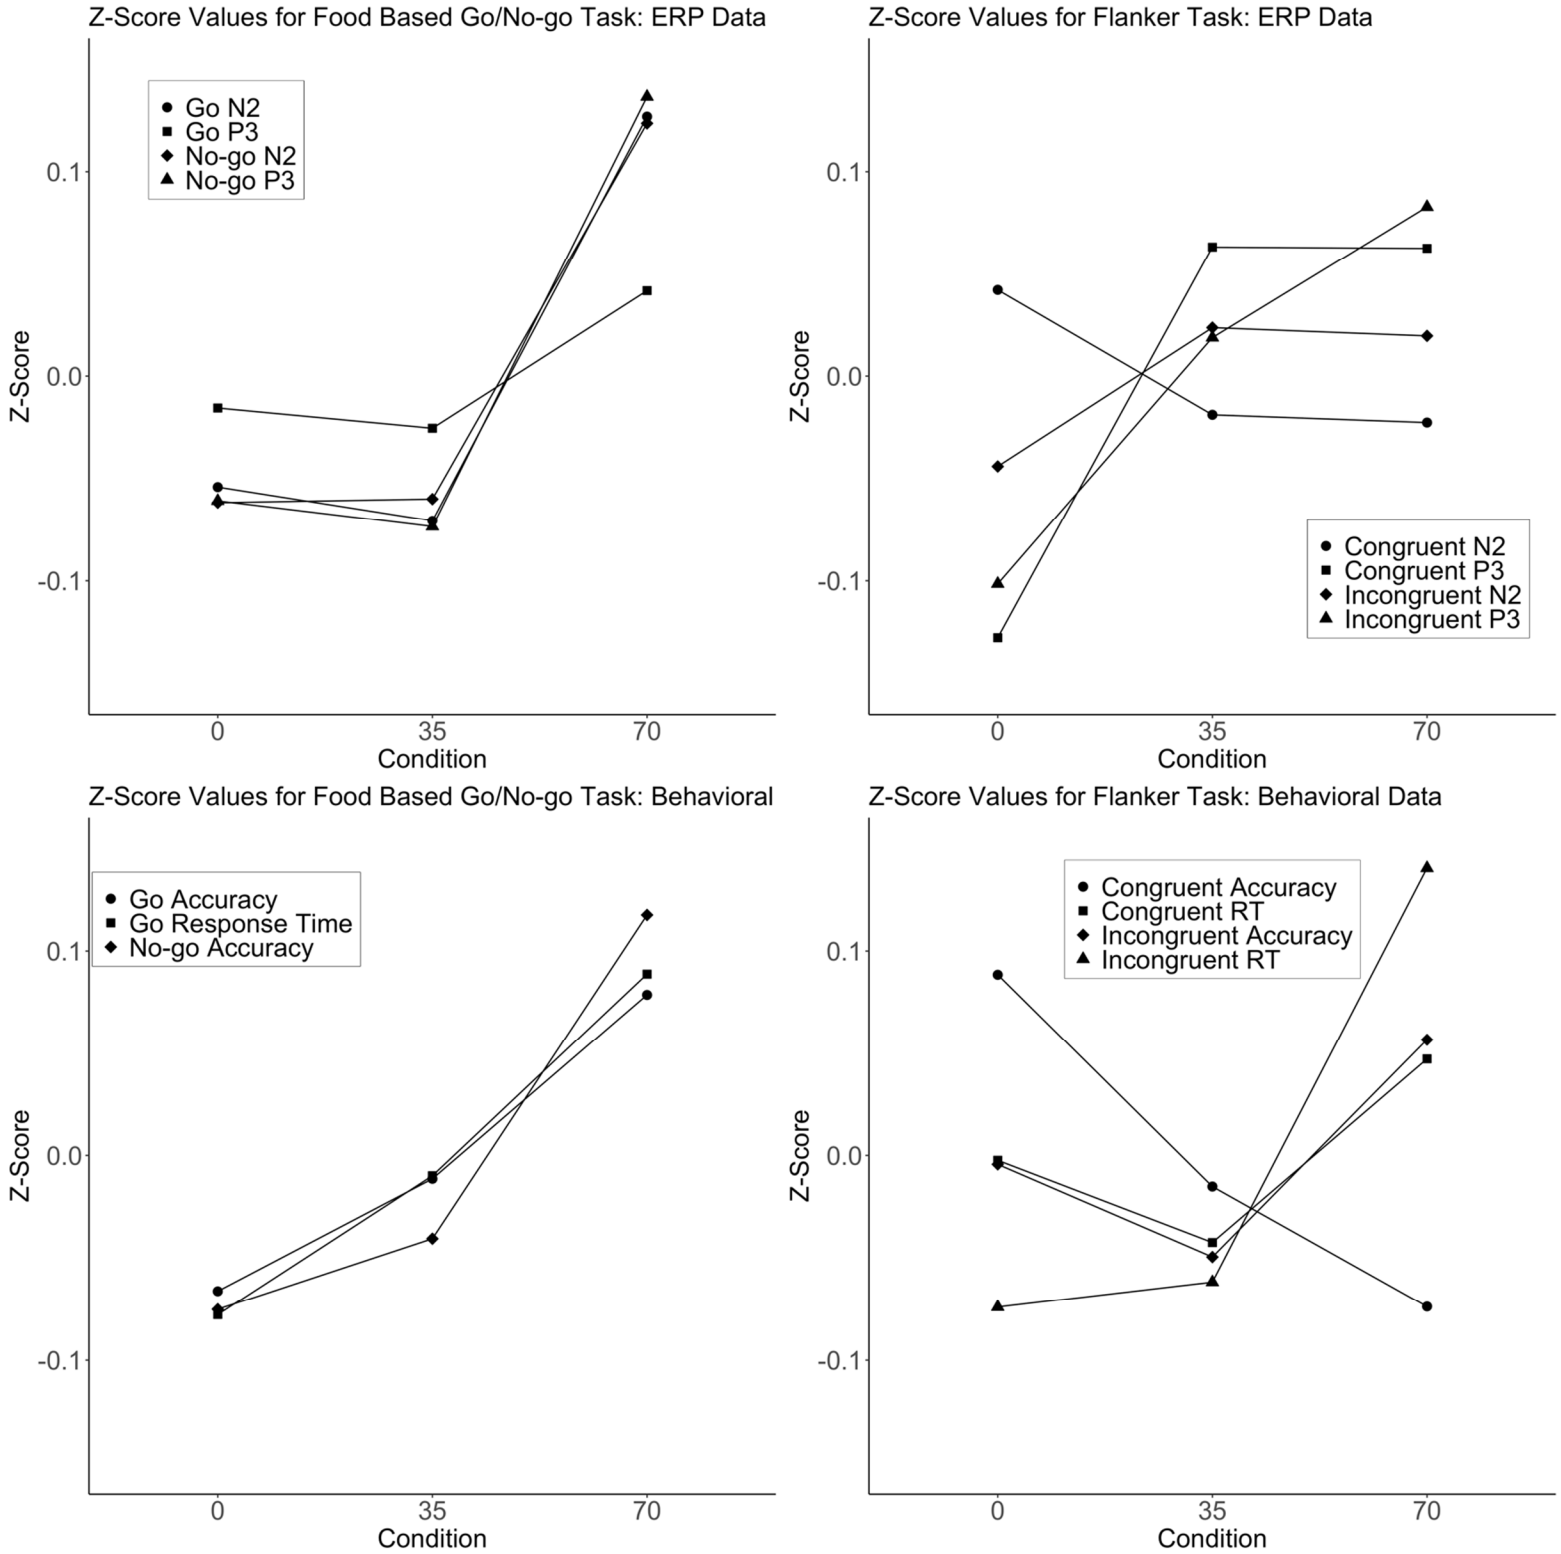 Z-Score Values for Food Based Go/No-go Task: ERP Data
Go N2
Go P3
No-go N2
No-go P3
0.1
0.0
-0.1
Z-Score
0 35 70
Condition
Z-Score Values for Flanker Task: ERP Data
0.1
0.0
-0.1
Z-Score
Congruent N2
Congruent P3
Incongruent N2
Incongruent P3
0 35 70
Condition
Z-Score Values for Food Based Go/No-go Task: Behavioral
Go Accuracy
Go Response Time
No-go Accuracy
0.1
0.0
-0.1
Z-Score
0 35 70
Condition
Z-Score Values for Flanker Task: Behavioral Data
Congruent Accuracy
Congruent RT
Incongruent Accuracy
Incongruent RT
0.1
0.0
-0.1
Z-Score
0 35 70
Condition